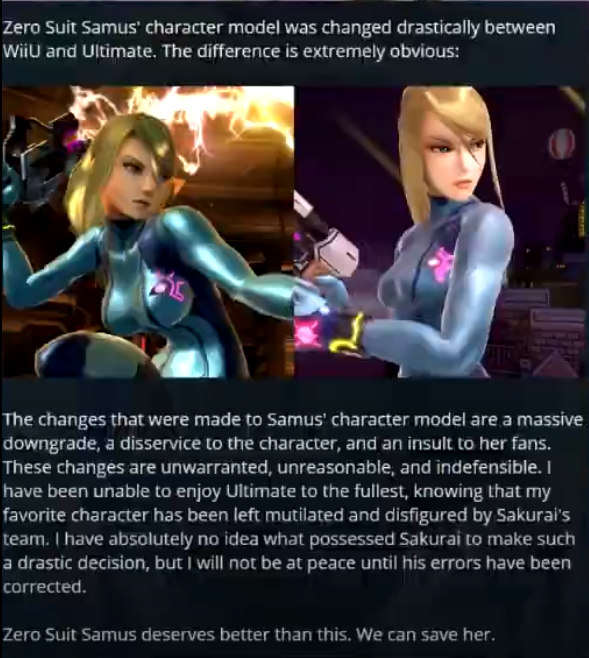 Zero Suit Samus' character model was changed drastically between
WiiU and Ultimate. The difference is extremely obvious:
The changes that were made to Samus' character model are a massive
downgrade, a disservice to the character, and an insult to her fans.
These changes are unwarranted, unreasonable, and indefensible. I
have been unable to enjoy Ultimate to the fullest, knowing that my
favorite character has been left mutilated and disfigured by Sakurai's
team. I have absolutely no idea what possessed Sakurai to make such
a drastic decision, but I will not be at peace until his errors have been
corrected.
Zero Suit Samus deserves better than this. We can save her.